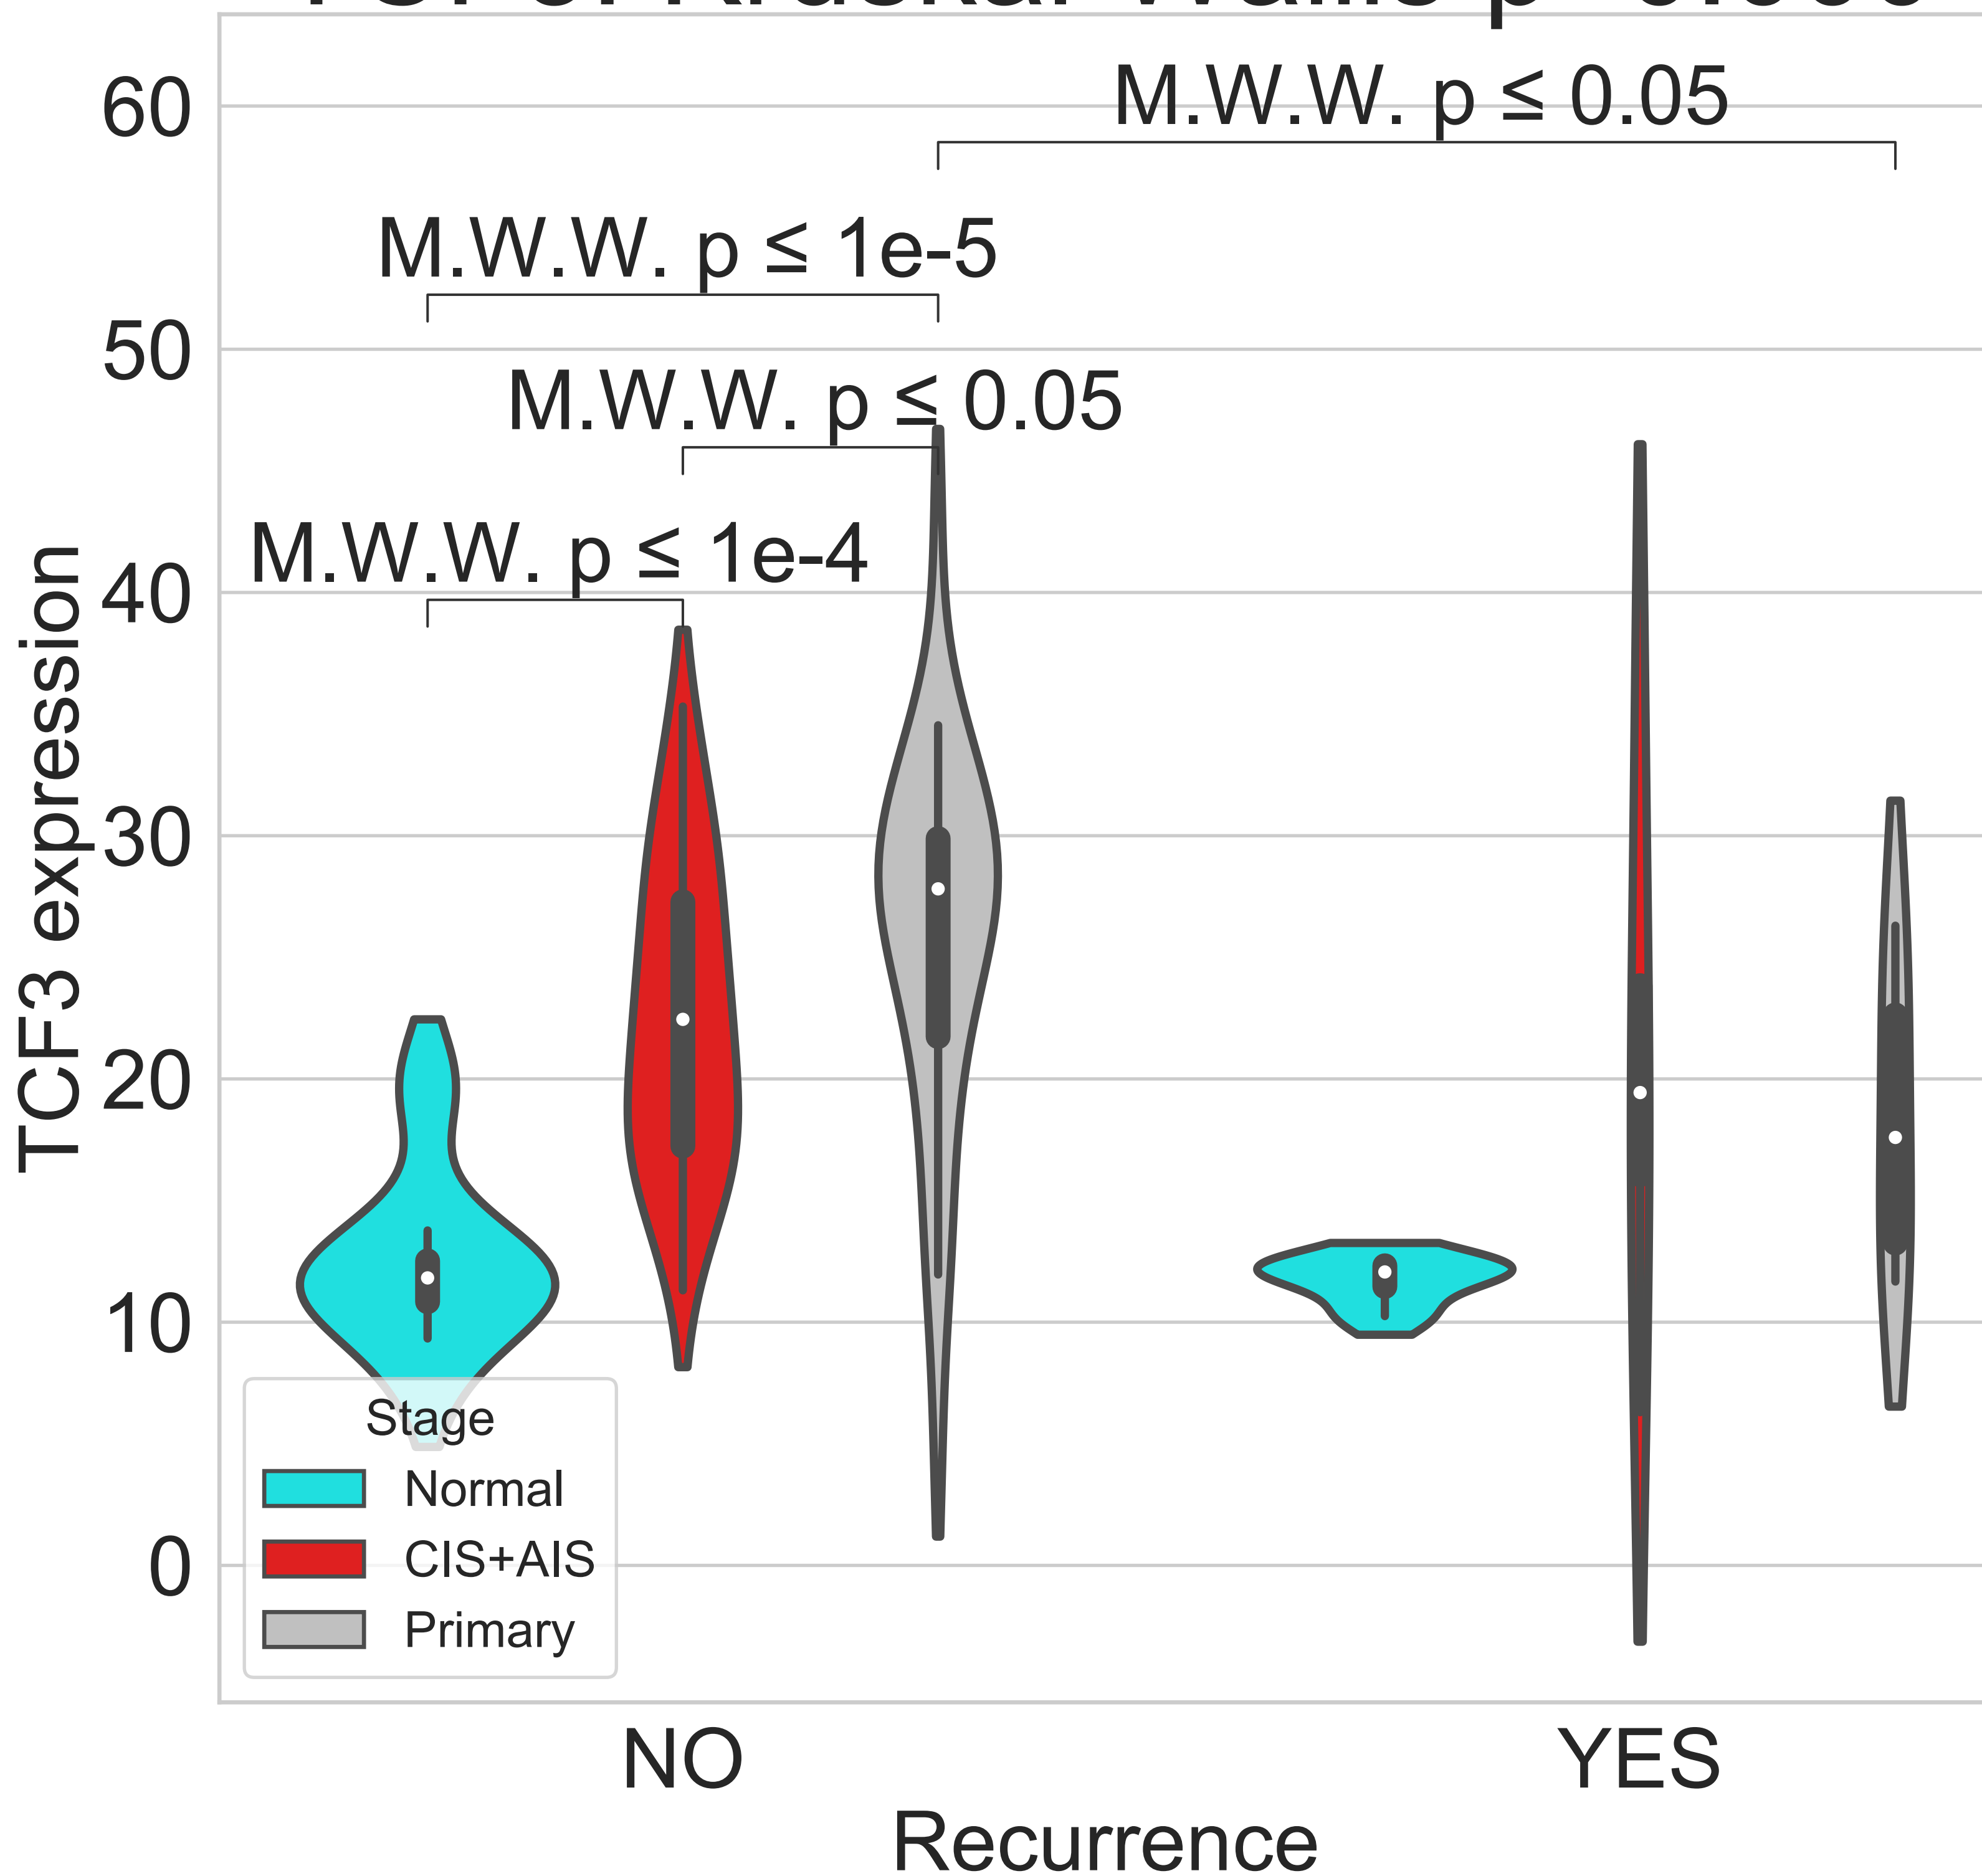 M.W.W. p ≤ 0.05
M.W.W. p ≤ 1e-5
M.W.W. p ≤ 0.05
M.W.W. p ≤ 1e-4
60
50
40
30
20
10
0
TCF3 expression
Stage
Normal
CIS+AIS
Primary
NO
YES
Recurrence